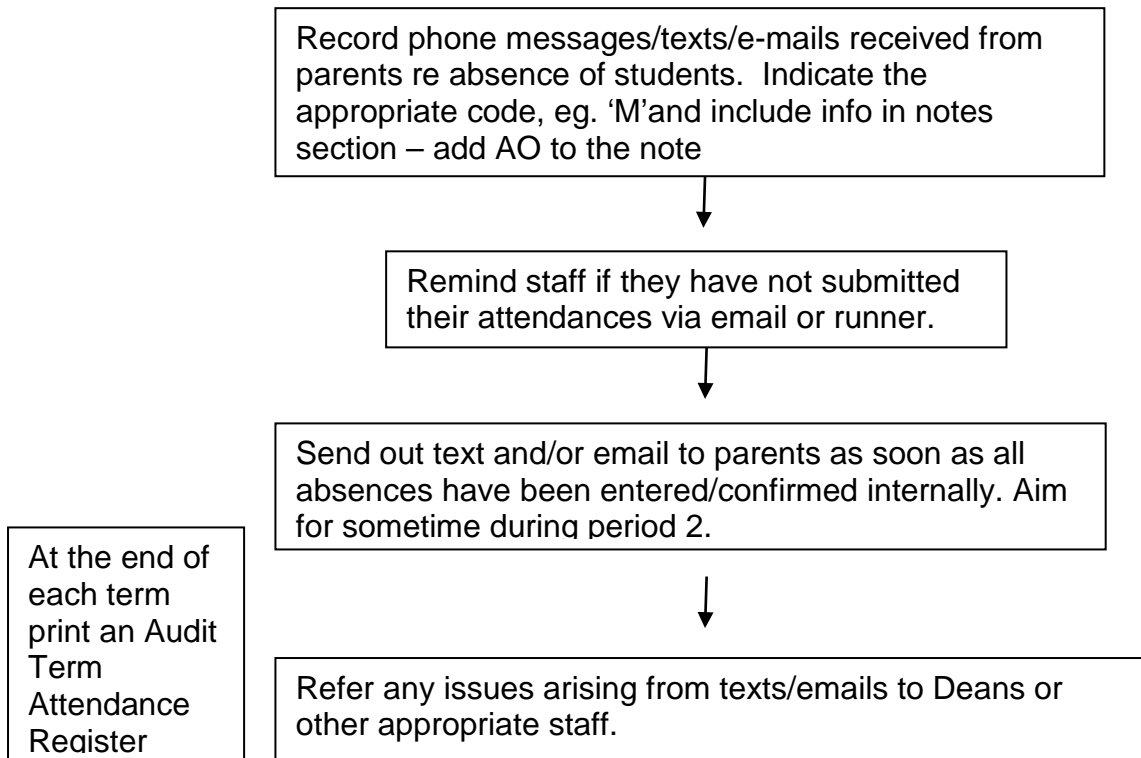 Record phone messages/texts/e-mails received from
parents re absence of students.  Indicate the
appropriate code, eg. ‘M’and include info in notes
section – add AO to the note
Remind staff if they have not submitted
their attendances via email or runner.
Send out text and/or email to parents as soon as all
absences have been entered/confirmed internally. Aim
for sometime during period 2.
At the end of
each term
print an Audit
Term
Attendance
Register
Refer any issues arising from texts/emails to Deans or
other appropriate staff.